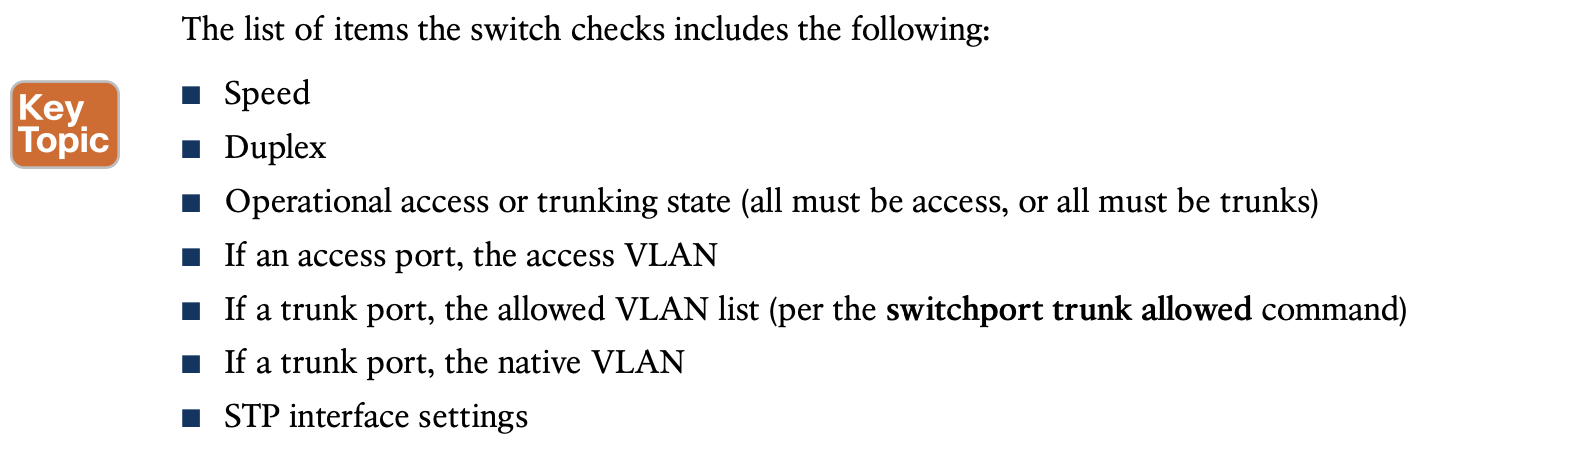 The list of items the switch checks includes the following:
Key
Topic
■ Speed
■ Duplex
■ Operational access or trunking state (all must be access, or all must be trunks)
■ If an access port, the access VLAN
■ If a trunk port, the allowed VLAN list (per the switchport trunk allowed command)
■ If a trunk port, the native VLAN
■ STP interface settings